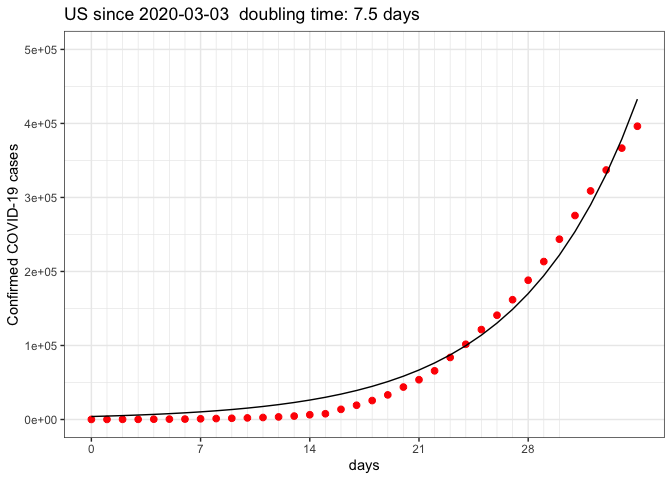 US since 2020-03-03  doubling time: 7.5 days
5e+05
4e+05
3e+05
2e+05
1e+05
0e+00
Confirmed COVID-19 cases
0 7 14 21 28
days